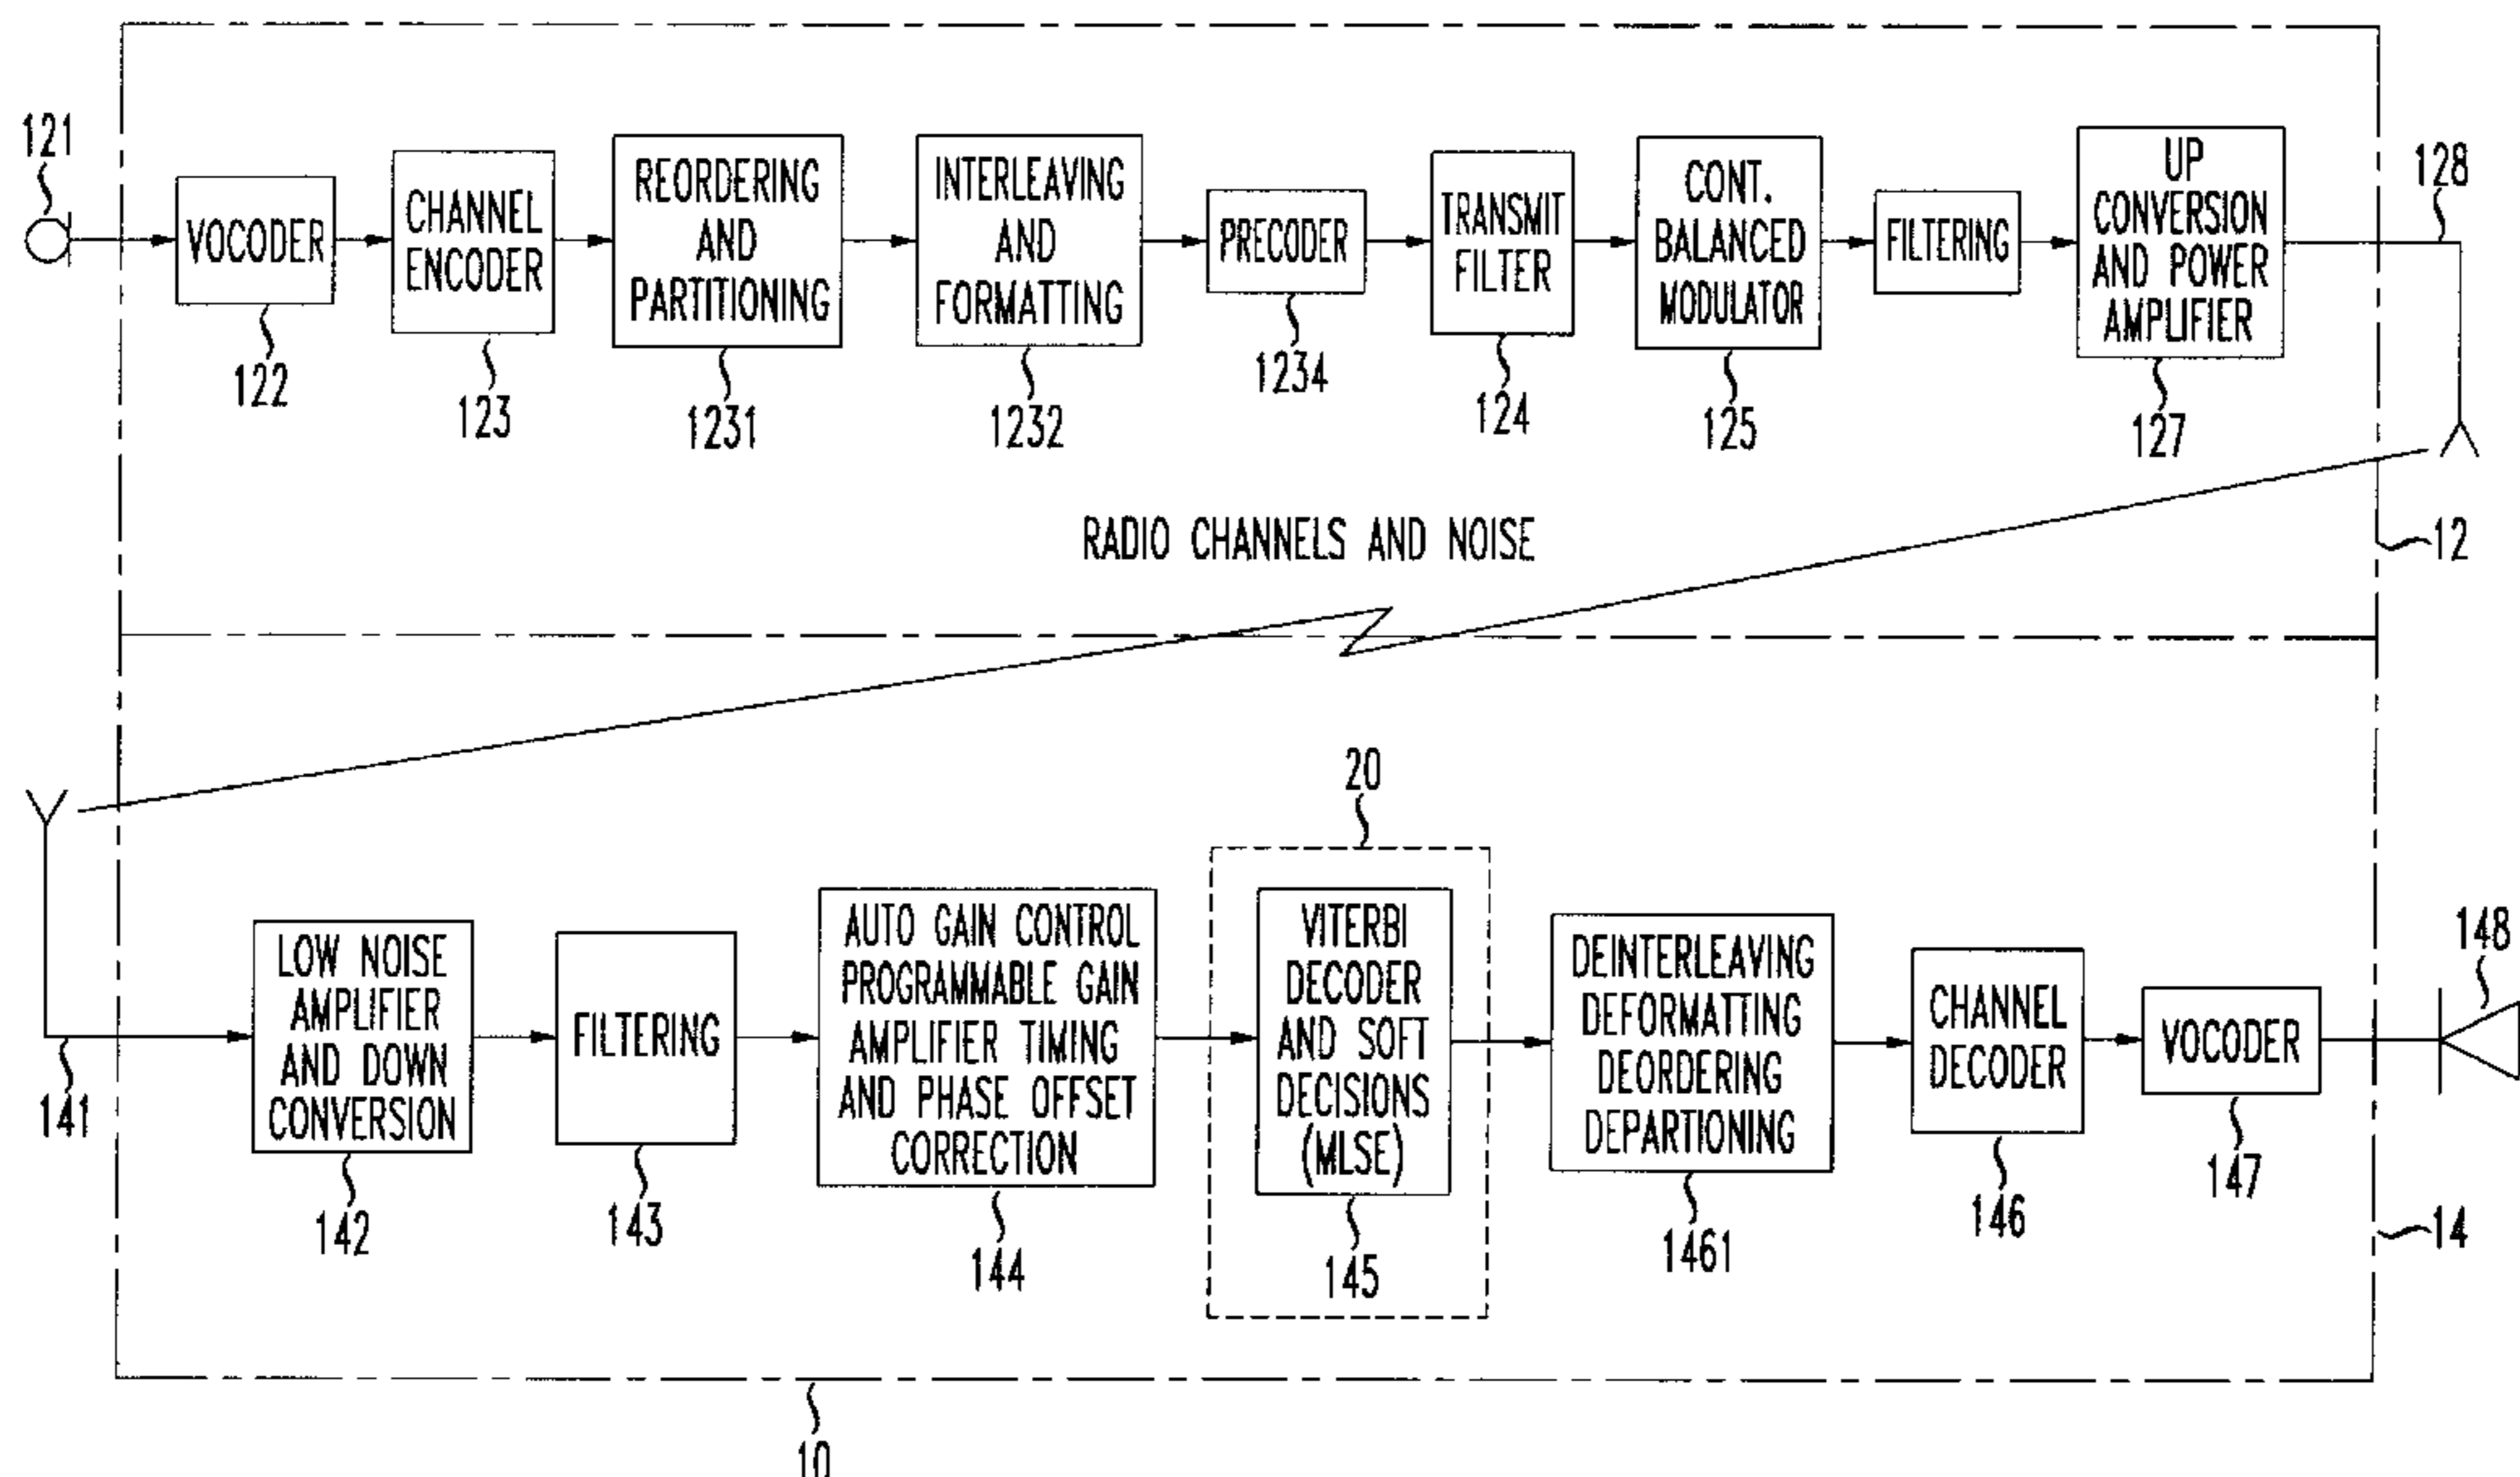 121
VOCODER
122
CHANNEL
ENCODER
123
REORDERING
AND
PARTITIONING
1231
INTERLEAVING
AND
FORMATTING
1232
PRECODER
1234
TRANSMIT
FILTER
124
CONT.
BALANCED
MODULATOR
125
FILTERING
UP
CONVERSION
AND POWER
AMPLIFIER
127
128
RADIO CHANNELS AND NOISE
12
141
LOW NOISE
AMPLIFIER
AND DOWN
CONVERSION
142
FILTERING
143
AUTO GAIN CONTROL
PROGRAMMABLE GAIN
AMPLIFIER TIMING
AND PHASE OFFSET
CORRECTION
144
20
VITERBI
DECODER
AND SOFT
DECISIONS
(MLSE)
145
DEINTERLEAVING
DEFORMATTING
DEORDERING
DEPARTIONING
1461
CHANNEL
DECODER
146
VOCODER
147
148
14
10